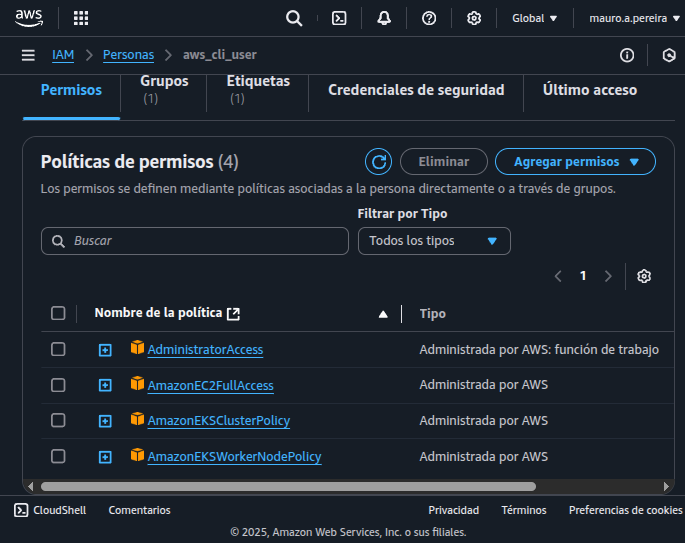 aws
Global
mauro.a.pereira
IAM
Personas
aws_cli_user
Permisos
Grupos
(1)
Etiquetas
(1)
Credenciales de seguridad
Último acceso
Políticas de permisos (4)
Eliminar
Agregar permisos
Los permisos se definen mediante políticas asociadas a la persona directamente o a través de grupos.
Filtrar por Tipo
Buscar
Todos los tipos
1
Nombre de la política
Tipo
AdministratorAccess
Administrada por AWS: función de trabajo
AmazonEC2FullAccess
Administrada por AWS
AmazonEKSClusterPolicy
Administrada por AWS
AmazonEKSWorkerNodePolicy
Administrada por AWS
CloudShell
Comentarios
Privacidad
Términos
Preferencias de cookies
© 2025, Amazon Web Services, Inc. o sus filiales.